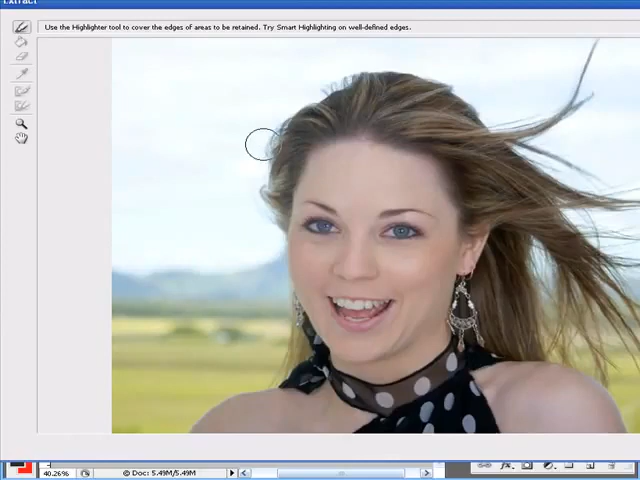 Extract
Use the Highlighter tool to cover the edges of areas to be retained. Try Smart Highlighting on well-defined edges.
40.26%
Doc: 5.49M/5.49M